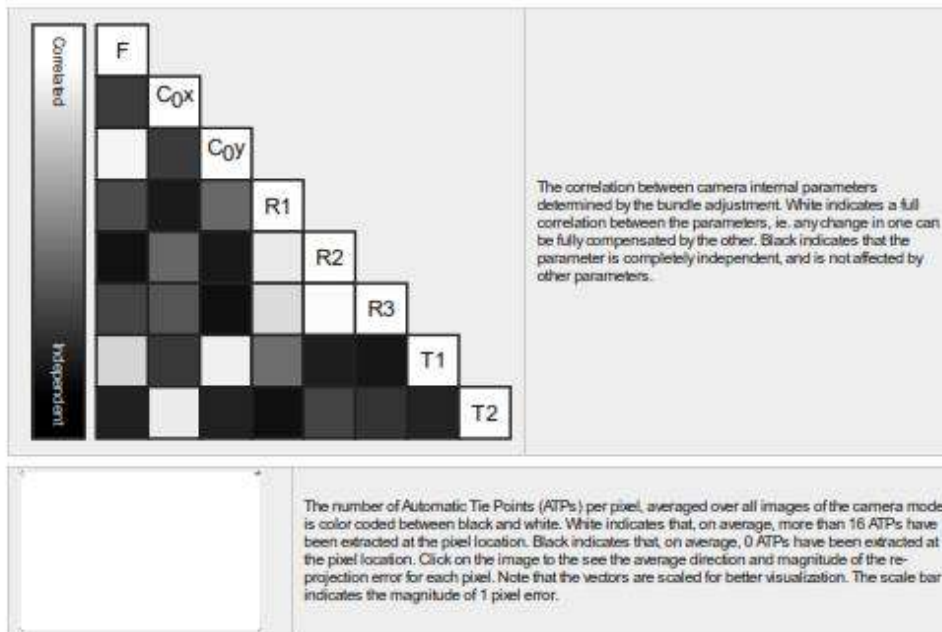 Correlated
Independent
F
C0x
C0y
R1
R2
R3
T1
T2
The correlation between camera internal parameters
determined by the bundle adjustment. White indicates a full
correlation between the parameters, ie. any change in one can
be fully compensated by the other. Black indicates that the
parameter is completely independent, and is not affected by
other parameters.
The number of Automatic Tie Points (ATPs) per pixel, averaged over all images of the camera mode
is color coded between black and white. White indicates that, on average, more than 16 ATPs have
been extracted at the pixel location. Black indicates that, on average, 0 ATPs have been extracted at
the pixel location. Click on the image to the see the average direction and magnitude of the re-
projection error for each pixel. Note that the vectors are scaled for better visualization. The scale bar
indicates the magnitude of 1 pixel error.